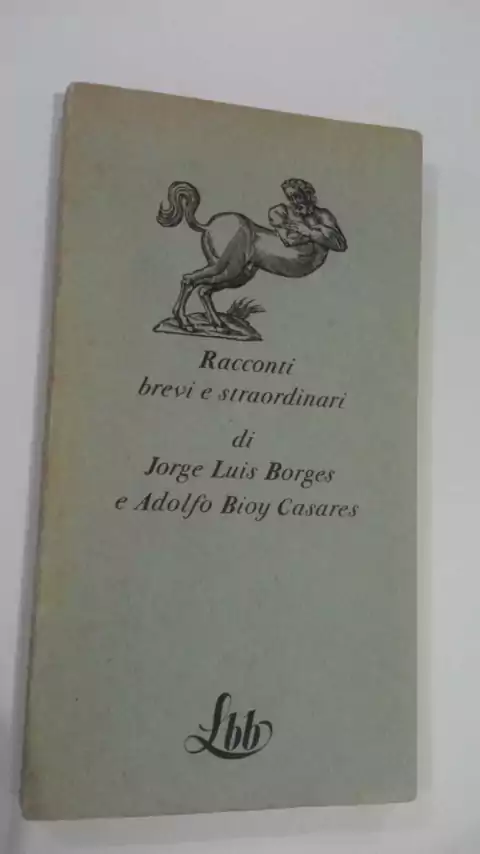 Racconti
brevi e straordinari
di
Jorge Luis Borges
e Adolfo Bioy Casares
Lbb